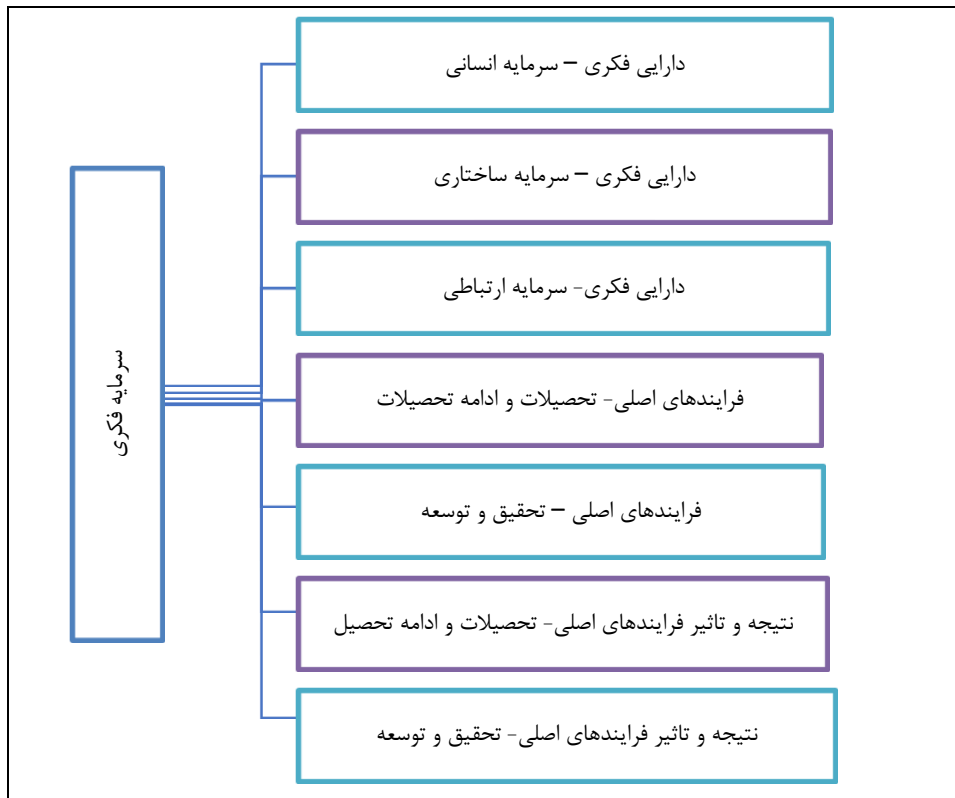 دارایی فکری – سرمایه انسانی
دارایی فکری – سرمایه ساختاری
دارایی فکری- سرمایه ارتباطی
فرایندهای اصلی- تحصیلات و ادامه تحصیلات
فرایندهای اصلی – تحقیق و توسعه
نتیجه و تاثیر فرایندهای اصلی- تحصیلات و ادامه تحصیل
نتیجه و تاثیر فرایندهای اصلی- تحقیق و توسعه
سرمایه فکری